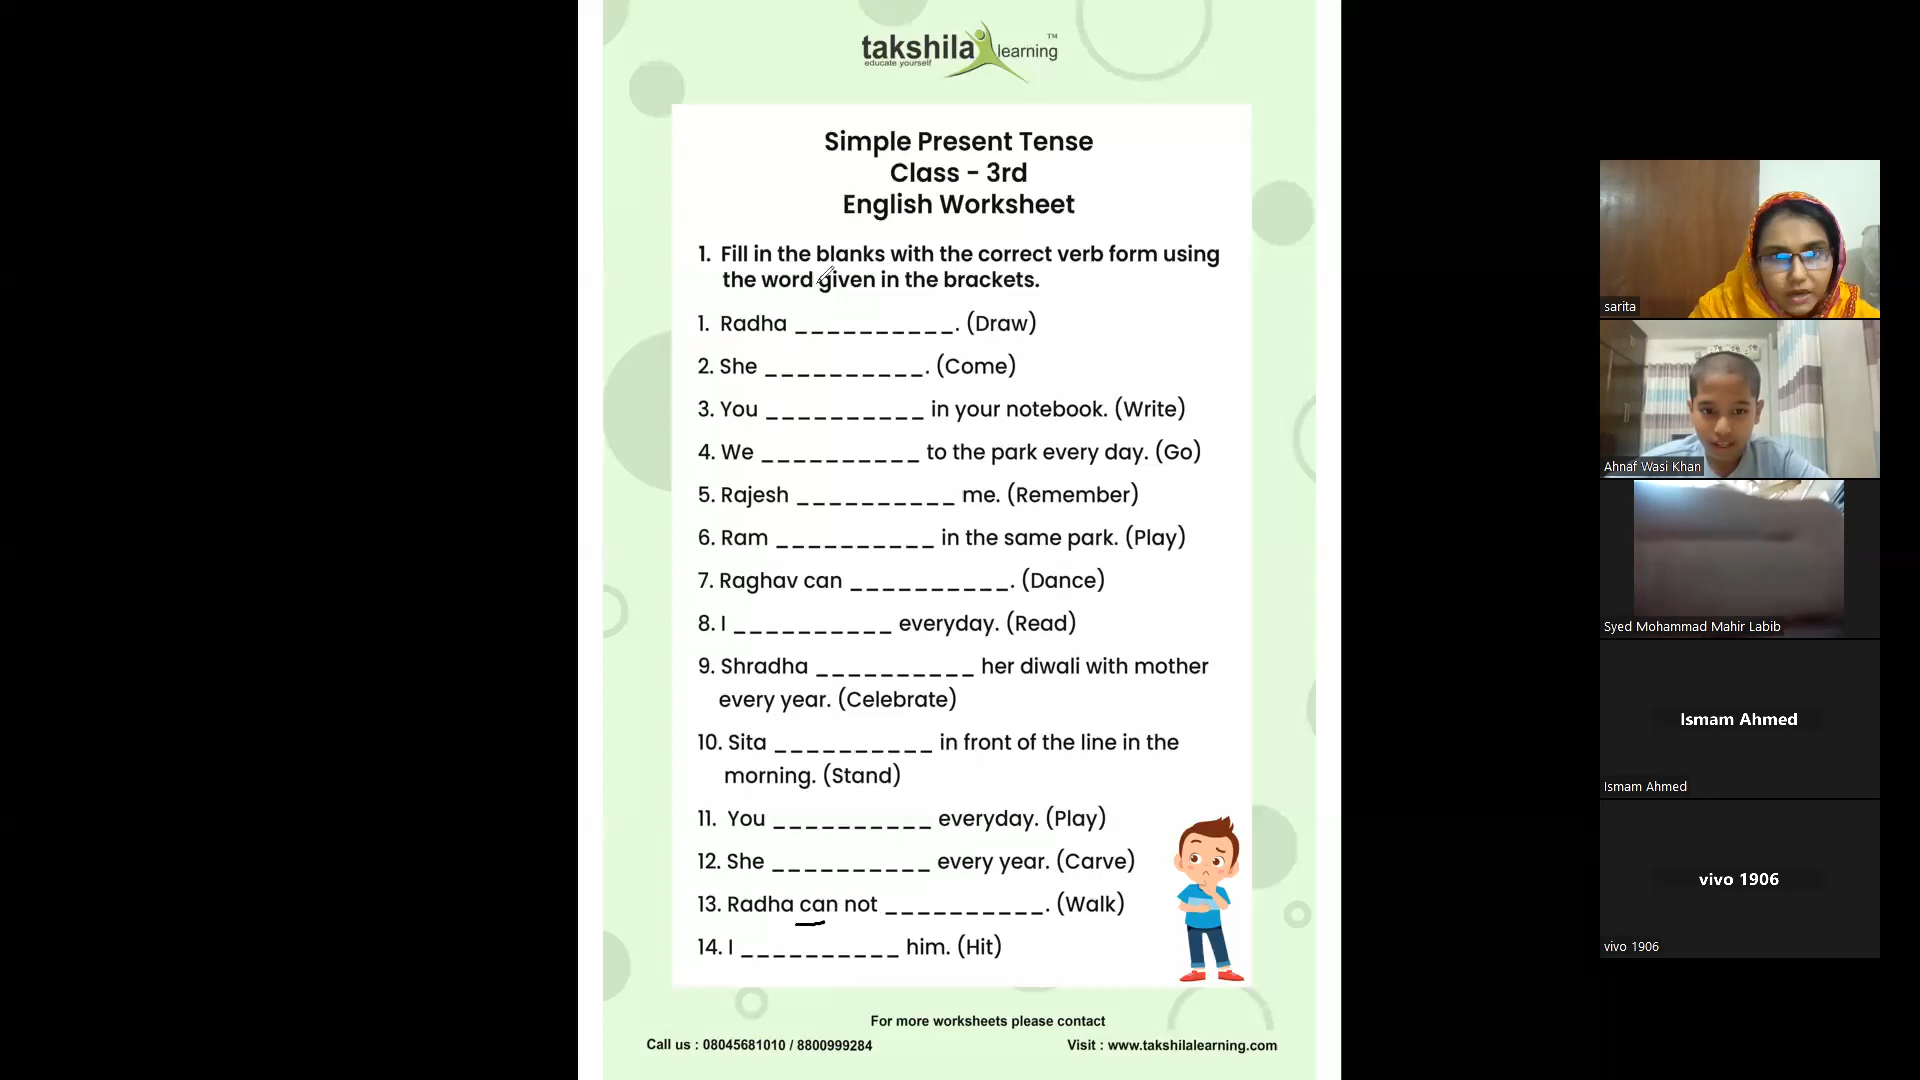 takshila learning ™
educate yourself
Simple Present Tense
Class - 3rd
English Worksheet
1. Fill in the blanks with the correct verb form using
the word given in the brackets.
1. Radha __________. (Draw)
2. She __________. (Come)
3. You __________ in your notebook. (Write)
4. We __________ to the park every day. (Go)
5. Rajesh __________ me. (Remember)
6. Ram __________ in the same park. (Play)
7. Raghav can __________. (Dance)
8. I __________ everyday. (Read)
9. Shradha __________ her diwali with mother
every year. (Celebrate)
10. Sita __________ in front of the line in the
morning. (Stand)
11. You __________ everyday. (Play)
12. She __________ every year. (Carve)
13. Radha can not __________. (Walk)
14. I __________ him. (Hit)
For more worksheets please contact
Call us : 08045681010 / 8800999284
Visit : www.takshilalearning.com
sarita
Ahnaf Wasi Khan
Syed Mohammad Mahir Labib
Ismam Ahmed
Ismam Ahmed
vivo 1906
vivo 1906